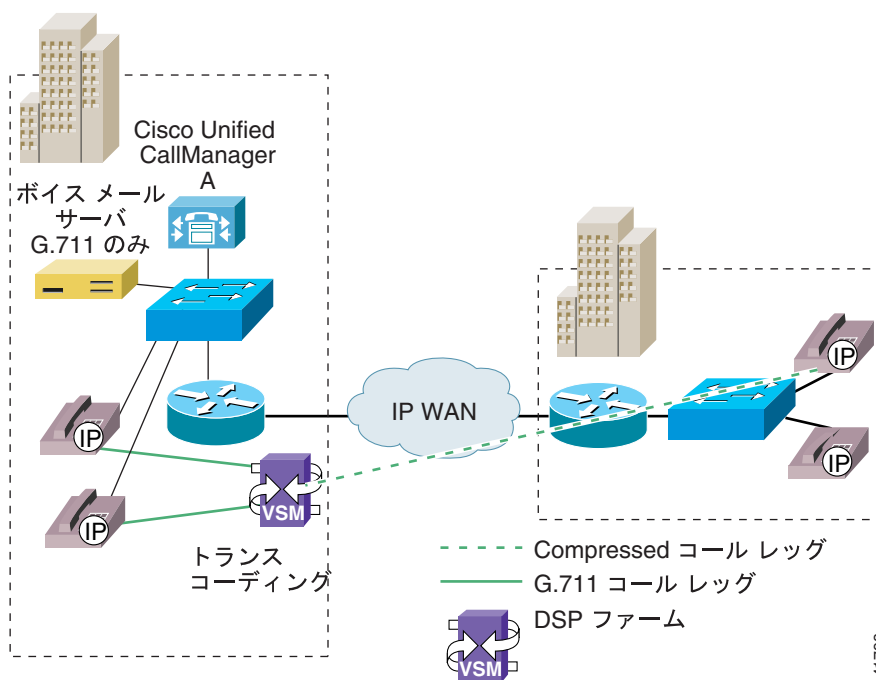 Cisco Unified
CallManager
A
ボイス メール
サーバ
G.711 のみ
IP
IP
VSM
トランス
コーディング
IP WAN
IP
IP
Compressed コール レッグ
G.711 コール レッグ
DSP ファーム
VSM